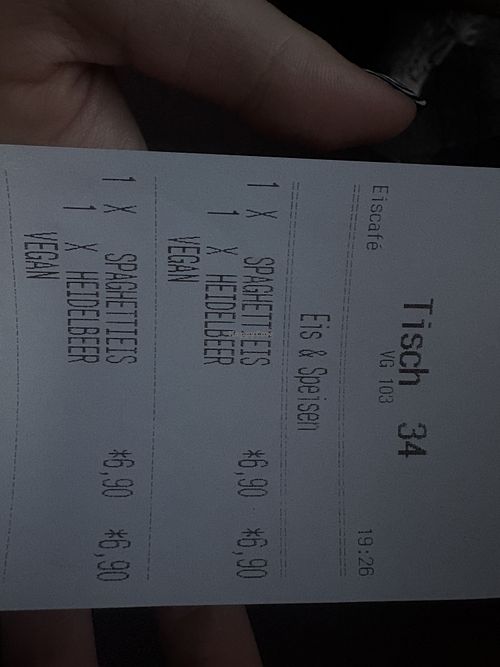 Tisch 34
VG 103
Eiscafé 19:26
Eis & Speisen
1 X SPAGHETTIEIS *6,90 *6,90
1 X HEIDELBEER
VEGAN
1 X SPAGHETTIEIS *6,90 *6,90
1 X HEIDELBEER
VEGAN